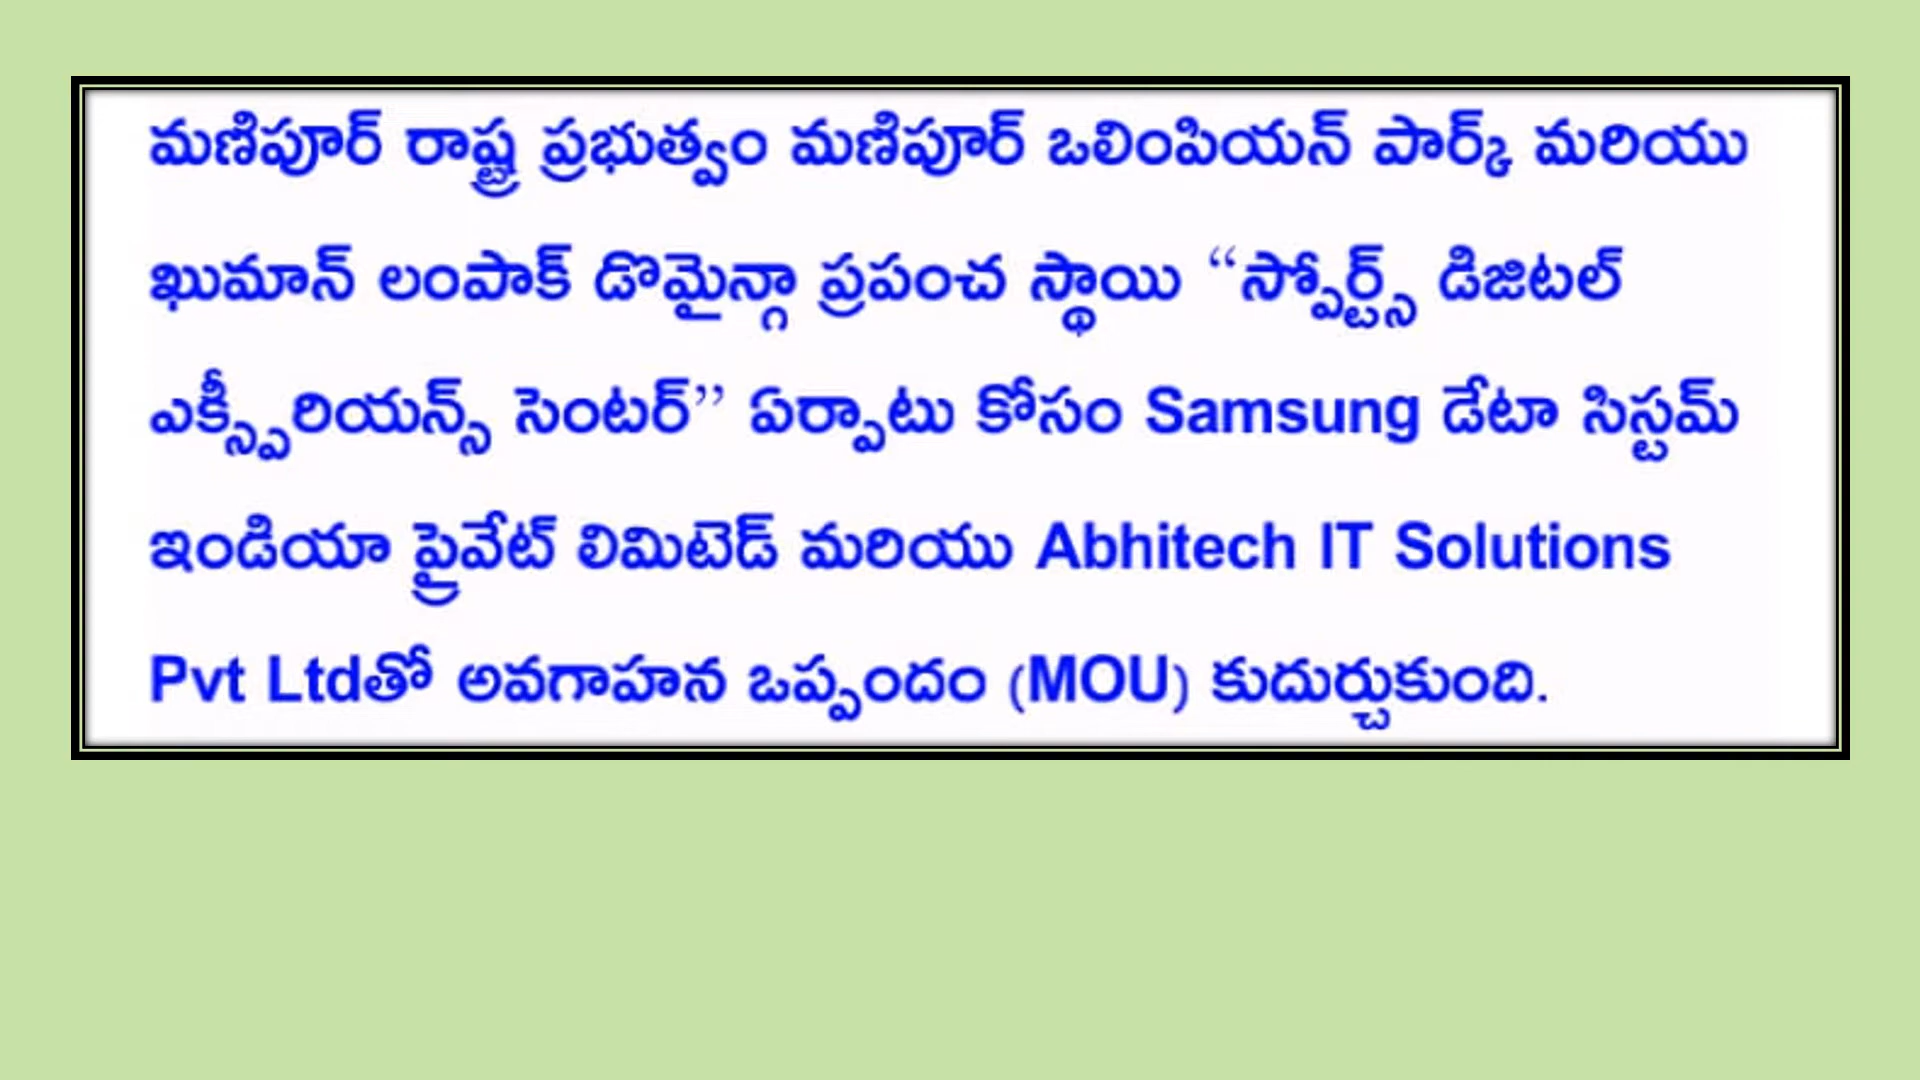 మణిపూర్ రాష్ట్ర ప్రభుత్వం మణిపూర్ ఒలింపియన్ పార్క్ మరియు
ఖుమాన్ లంపాక్ డొమైన్గా ప్రపంచ స్థాయి “స్పోర్ట్స్ డిజిటల్
ఎక్స్పీరియన్స్ సెంటర్” ఏర్పాటు కోసం Samsung డేటా సిస్టమ్
ఇండియా ప్రైవేట్ లిమిటెడ్ మరియు Abhitech IT Solutions
Pvt Ltdతో అవగాహన ఒప్పందం (MOU) కుదుర్చుకుంది.